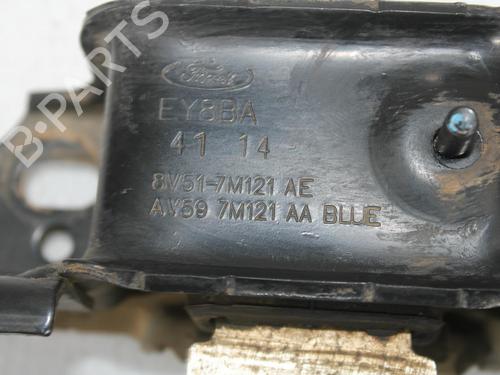 Ford
EY8BA
41 14
8V51-7M121 AE
AV59 7M121 AA BLUE
B-PARTS